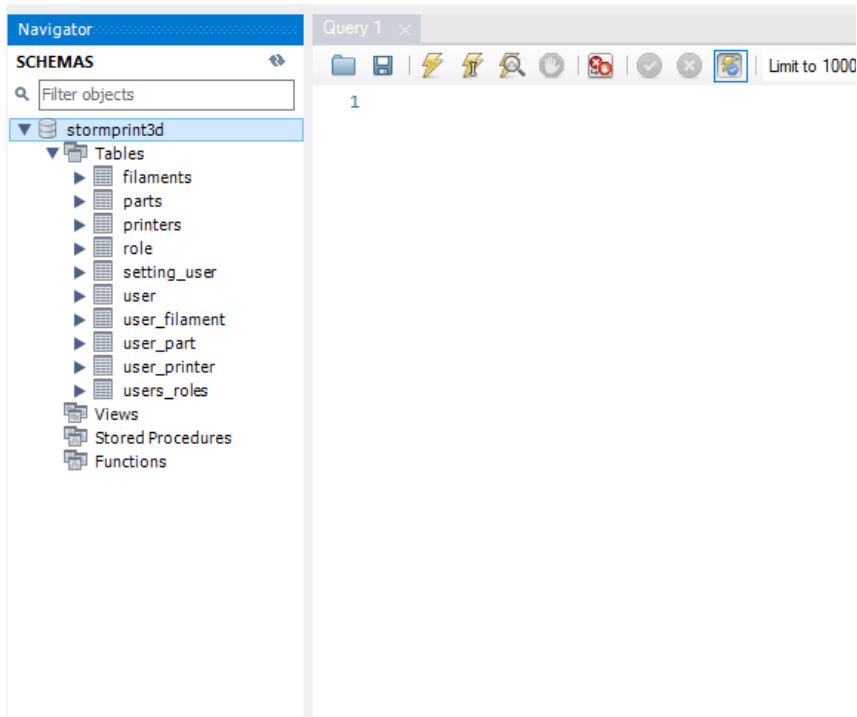 Navigator
SCHEMAS
Filter objects
stormprint3d
Tables
filaments
parts
printers
role
setting_user
user
user_filament
user_part
user_printer
users_roles
Views
Stored Procedures
Functions
Query 1
Limit to 1000
1